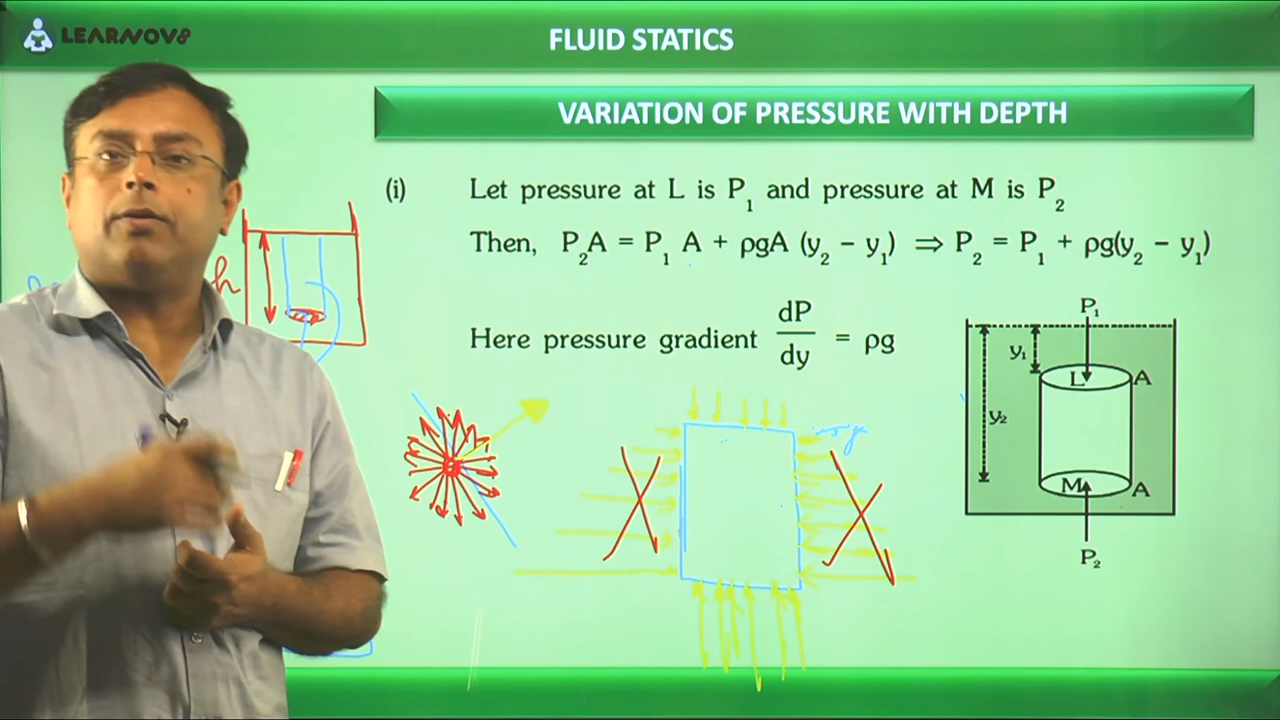 LEARNOV8
FLUID STATICS
VARIATION OF PRESSURE WITH DEPTH
(i) Let pressure at L is P₁ and pressure at M is P₂
Then, P₂A = P₁ A + ρgA (y₂ − y₁) ⇒ P₂ = P₁ + ρg(y₂ − y₁)
Here pressure gradient dP/dy = ρg
h
P₁
y₁
L A
y₂
M A
P₂